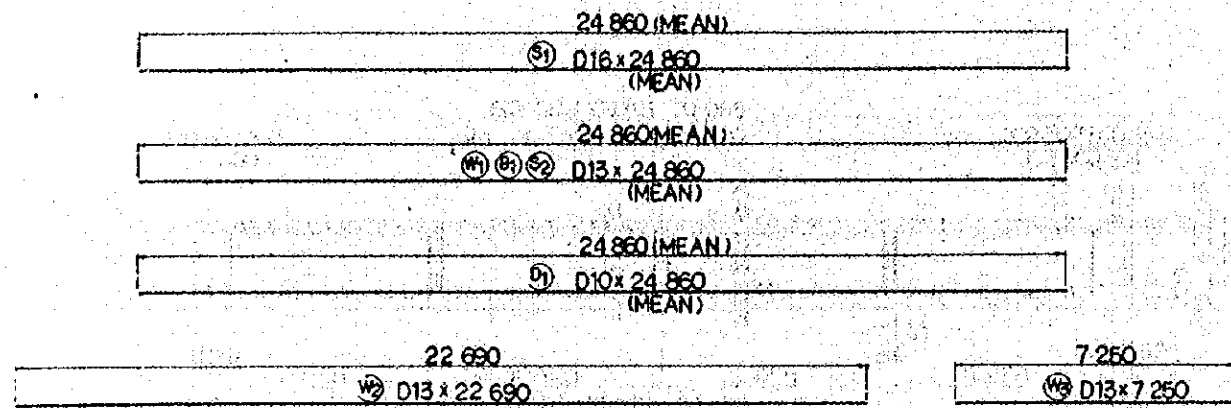 24 860 (MEAN)
S1 D16 x 24 860
(MEAN)
24 860 (MEAN)
W1 B1 S2 D13 x 24 860
(MEAN)
24 860 (MEAN)
D1 D10 x 24 860
(MEAN)
22 690
W2 D13 x 22 690
7 250
W3 D13 x 7 250